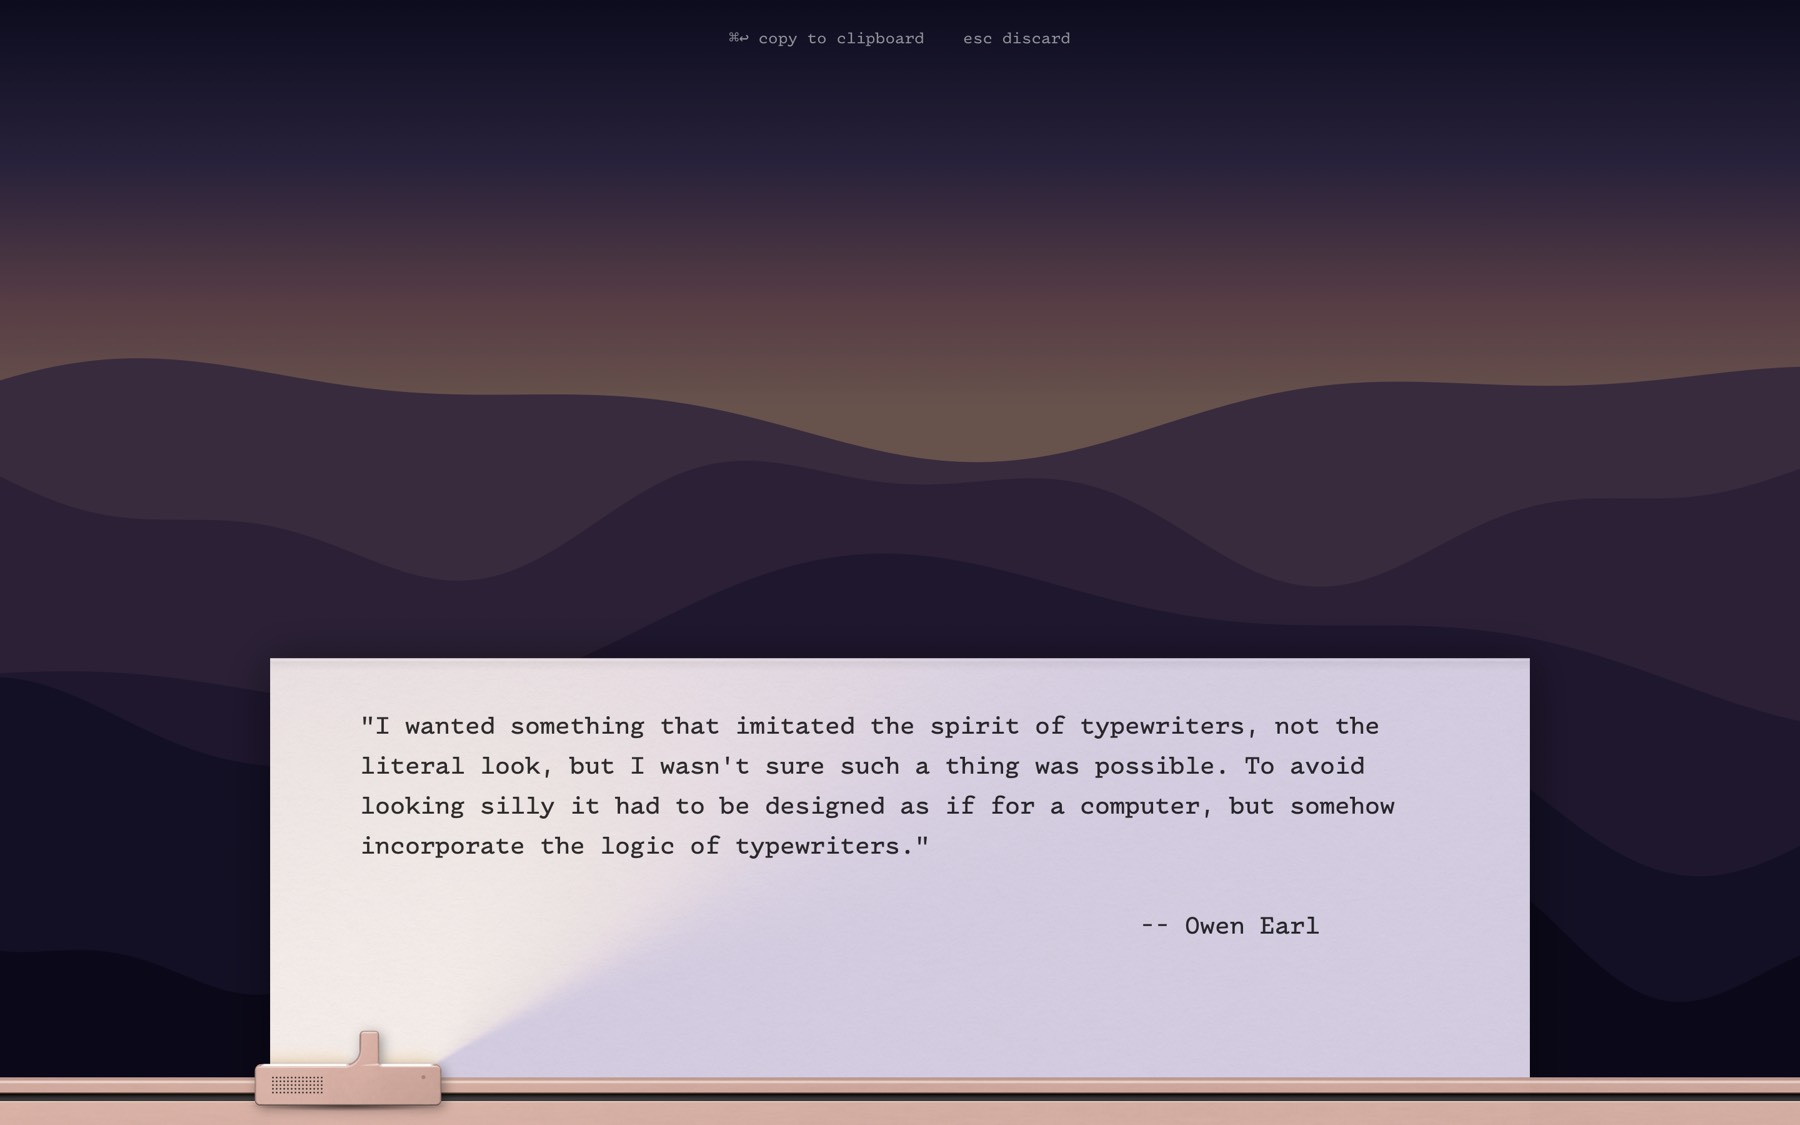 ⌘↩ copy to clipboard esc discard
"I wanted something that imitated the spirit of typewriters, not the
literal look, but I wasn't sure such a thing was possible. To avoid
looking silly it had to be designed as if for a computer, but somehow
incorporate the logic of typewriters."
-- Owen Earl